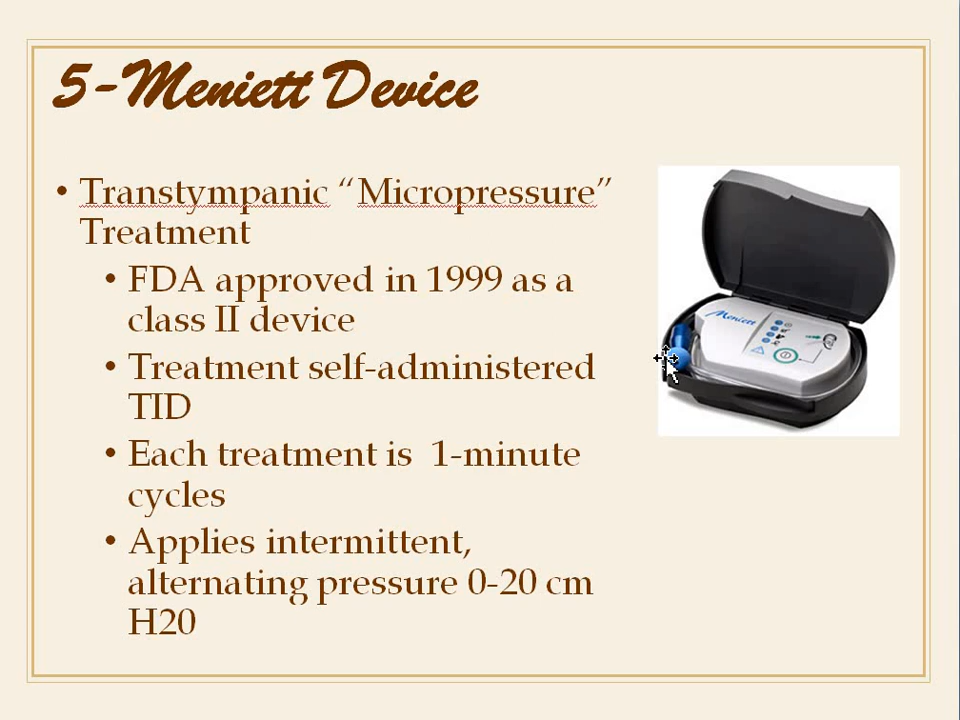 5-Meniett Device
• Transtympanic “Micropressure”
Treatment
• FDA approved in 1999 as a
class II device
• Treatment self-administered
TID
• Each treatment is  1-minute
cycles
• Applies intermittent,
alternating pressure 0-20 cm
H20
Meniett